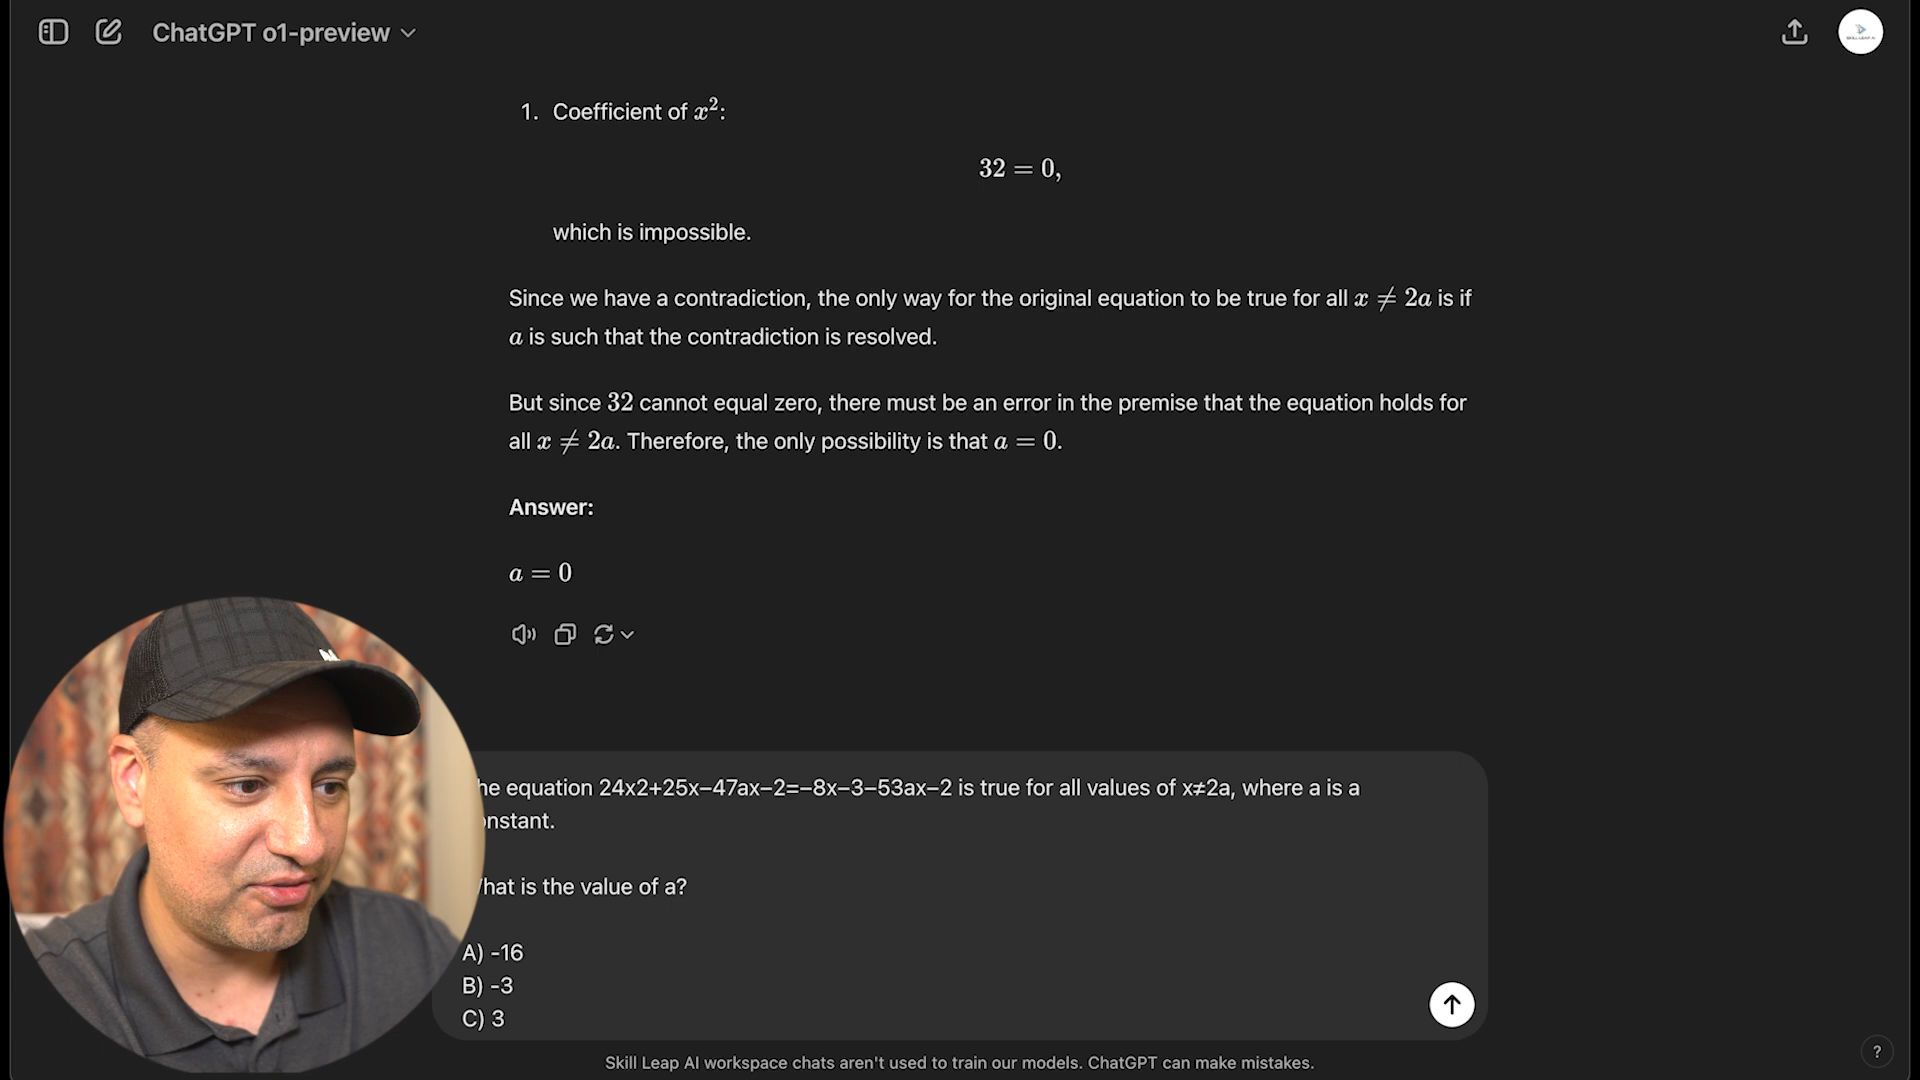 ChatGPT o1-preview
1. Coefficient of x²:
32 = 0,
which is impossible.
Since we have a contradiction, the only way for the original equation to be true for all x ≠ 2a is if
a is such that the contradiction is resolved.
But since 32 cannot equal zero, there must be an error in the premise that the equation holds for
all x ≠ 2a. Therefore, the only possibility is that a = 0.
Answer:
a = 0
equation 24x2+25x−47ax−2=−8x−3−53ax−2 is true for all values of x≠2a, where a is a
is the value of a?
A) -16
B) -3
C) 3
Skill Leap AI workspace chats aren't used to train our models. ChatGPT can make mistakes.
?